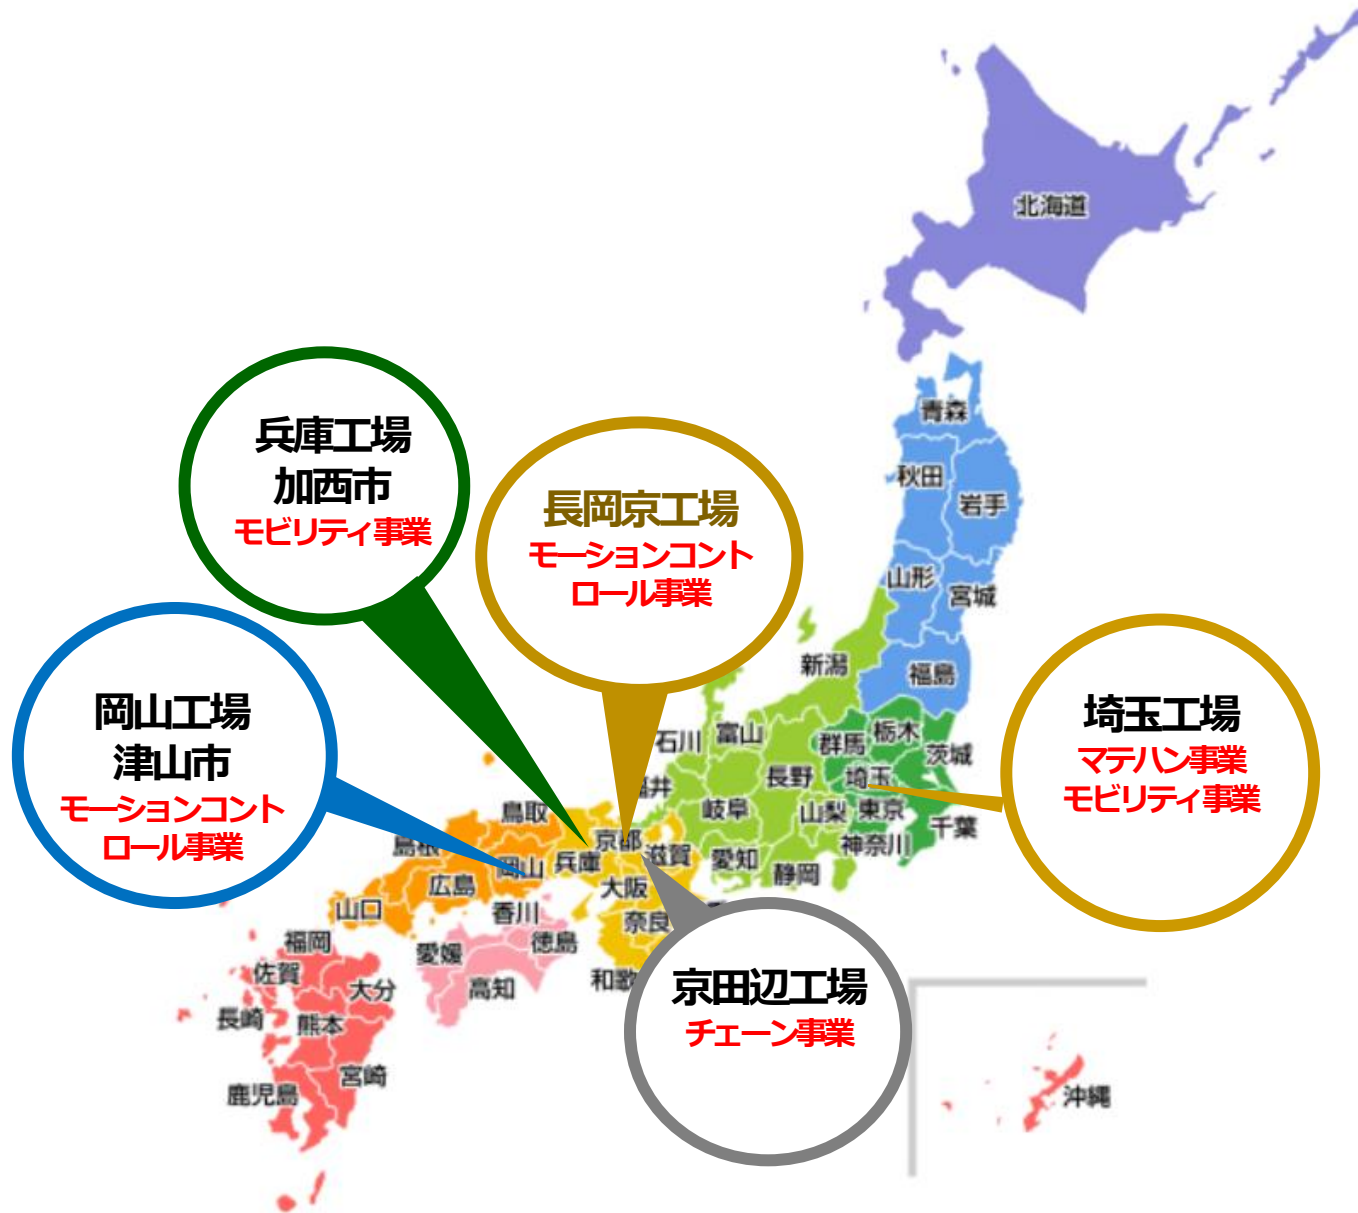 北海道
青森
秋田
岩手
山形
宮城
新潟
福島
兵庫工場
加西市
モビリティ事業
長岡京工場
モーションコント
ロール事業
岡山工場
津山市
モーションコント
ロール事業
埼玉工場
マテハン事業
モビリティ事業
石川
富山
群馬
栃木
茨城
長野
埼玉
福井
岐阜
山梨
東京
千葉
神奈川
愛知
静岡
鳥取
島根
京都
滋賀
兵庫
岡山
広島
大阪
山口
香川
奈良
徳島
愛媛
高知
和歌
福岡
佐賀
大分
長崎
熊本
宮崎
鹿児島
京田辺工場
チェーン事業
沖縄